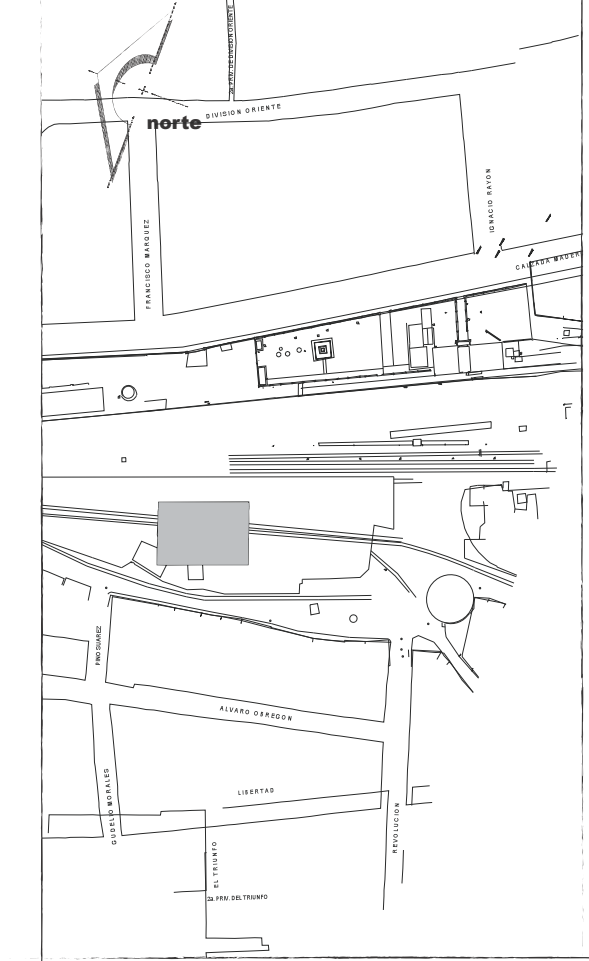 2a. PRIV. DE DIVISION ORIENTE
DIVISION ORIENTE
norte
IGNACIO RAYON
FRANCISCO MARQUEZ
CALZADA MADER
PINO SUAREZ
ALVARO OBREGON
LIBERTAD
GUDELIO MORALES
REVOLUCION
EL TRIUNFO
2a. PRIV. DEL TRIUNFO